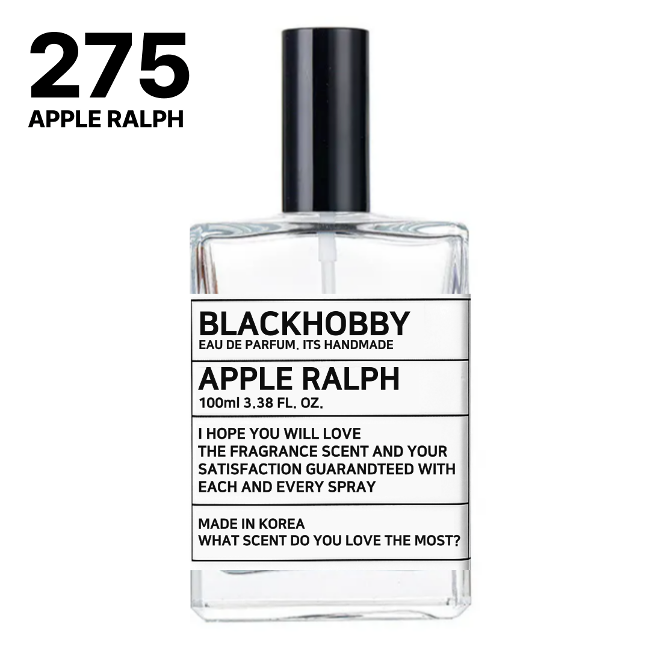 275
APPLE RALPH
BLACKHOBBY
EAU DE PARFUM, ITS HANDMADE
APPLE RALPH
100ml 3.38 FL. OZ.
I HOPE YOU WILL LOVE
THE FRAGRANCE SCENT AND YOUR
SATISFACTION GUARANDTEED WITH
EACH AND EVERY SPRAY
MADE IN KOREA
WHAT SCENT DO YOU LOVE THE MOST?